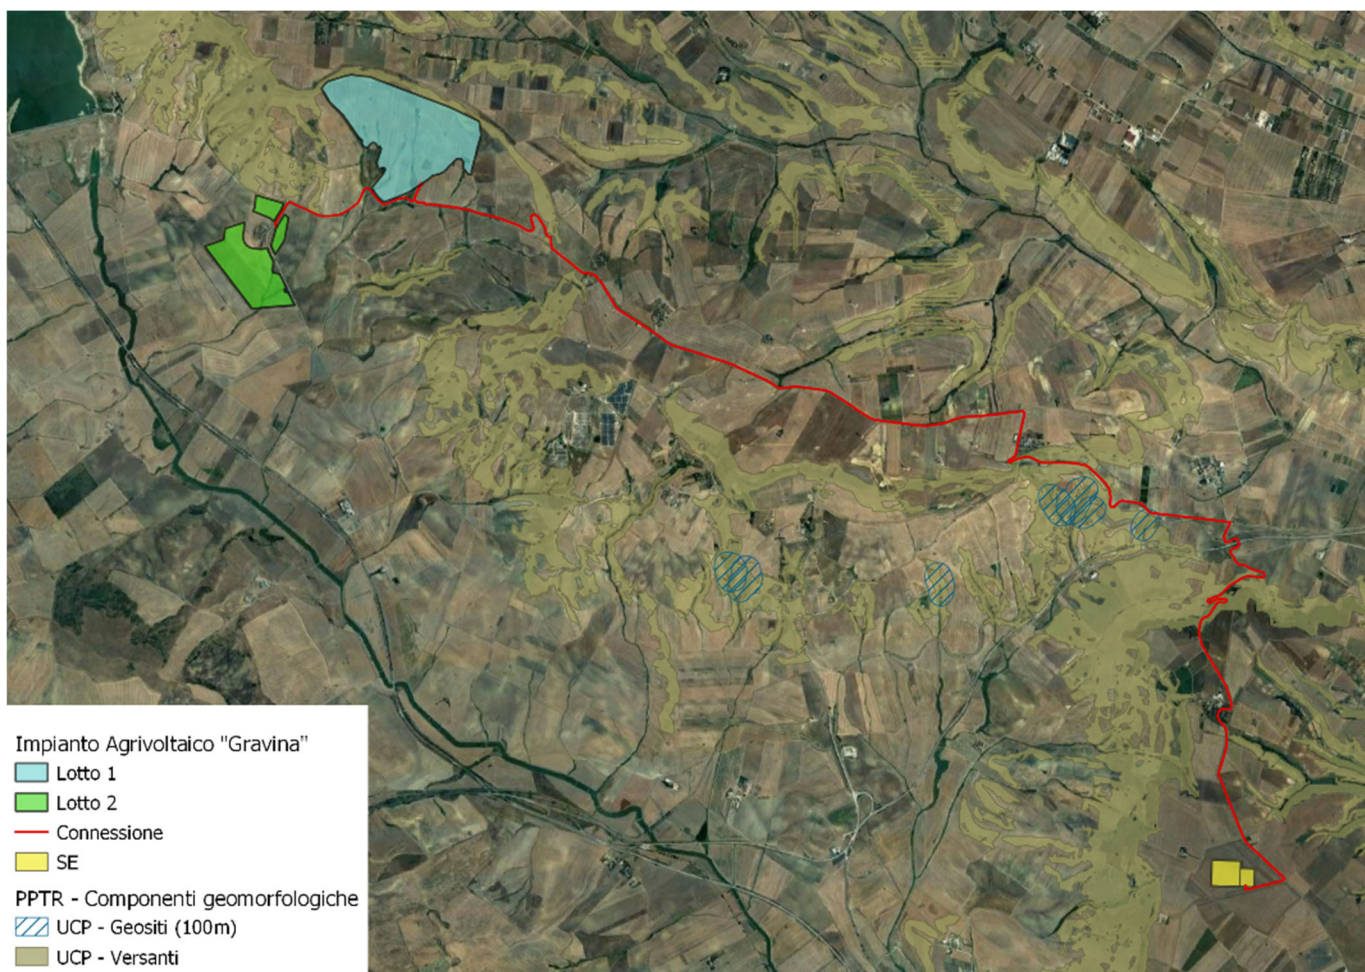 Impianto Agrivoltaico "Gravina"
Lotto 1
Lotto 2
Connessione
SE
PPTR - Componenti geomorfologiche
UCP - Geositi (100m)
UCP - Versanti